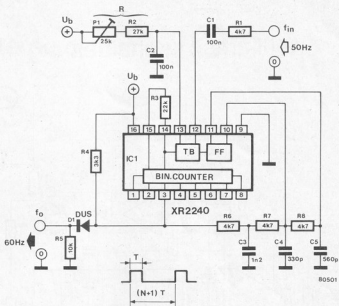 R
Ub
P1
25k
R2
27k
C1
100n
R1
4k7
fin
50Hz
0
C2
100n
Ub
R3
22k
16 15 14 13 12 11 10 9
R4
3k3
IC1
TB
FF
BIN.COUNTER
1 2 3 4 5 6 7 8
XR2240
fo
D1
DUS
60Hz
R5
10k
0
R6
4k7
R7
4k7
R8
4k7
C3
1n2
C4
330p
C5
560p
80501
T
(N+1) T